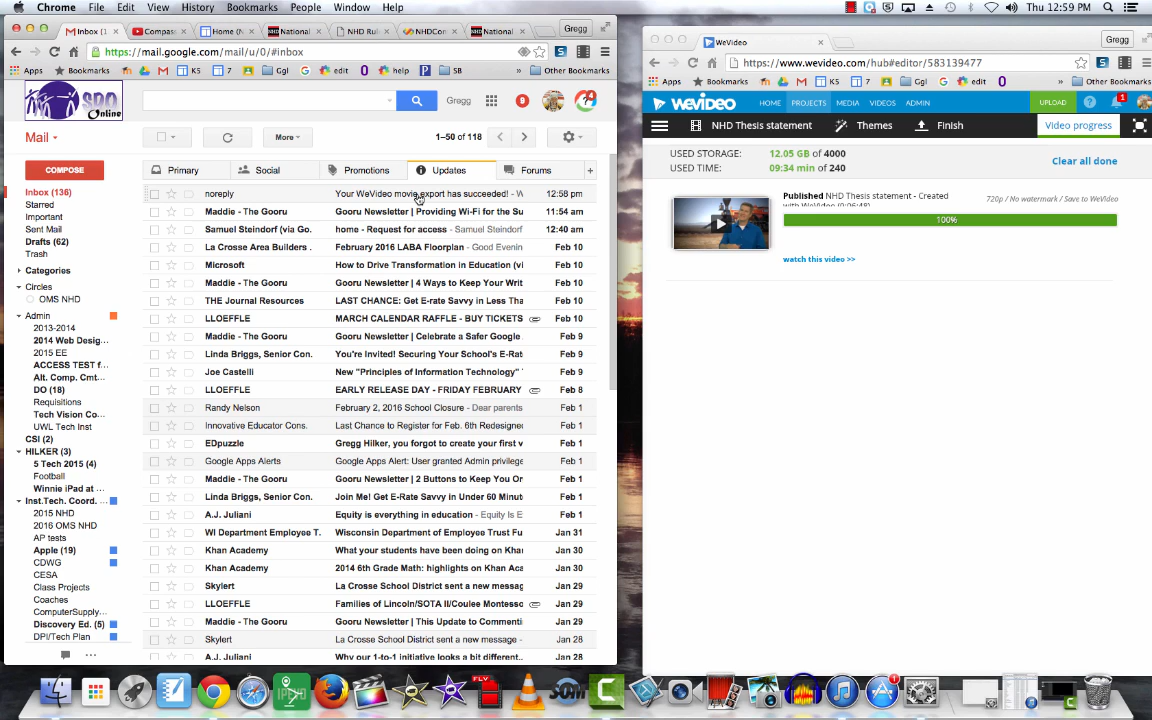 Chrome File Edit View History Bookmarks People Window Help Thu 12:59 PM
Inbox (1 Compass Home (N National NHD Rul NHDCon National Gregg
https://mail.google.com/mail/u/0/#inbox
Apps Bookmarks K5 7 Ggl edit help SB » Other Bookmarks
SDO Online
Gregg 9
Mail
More 1–50 of 118
COMPOSE
Primary Social Promotions Updates Forums +
Inbox (136)
Starred
Important
Sent Mail
Drafts (62)
Trash
Categories
Circles
OMS NHD
Admin
2013-2014
2014 Web Desig...
2015 EE
ACCESS TEST f...
Alt. Comp. Cmt...
DO (18)
Requisitions
Tech Vision Co...
UWL Tech Inst
CSI (2)
HILKER (3)
5 Tech 2015 (4)
Football
Winnie iPad at ...
Inst.Tech. Coord. ...
2015 NHD
2016 OMS NHD
AP tests
Apple (19)
CDWG
CESA
Class Projects
Coaches
ComputerSupply...
Discovery Ed. (5)
DPI/Tech Plan
noreply Your WeVideo movie export has succeeded! - W 12:58 pm
Maddie - The Gooru Gooru Newsletter | Providing Wi-Fi for the Su 11:54 am
Samuel Steindorf (via Go. home - Request for access - Samuel Steindorf 12:40 am
La Crosse Area Builders . February 2016 LABA Floorplan - Good Evenin Feb 10
Microsoft How to Drive Transformation in Education (vi Feb 10
Maddie - The Gooru Gooru Newsletter | 4 Ways to Keep Your Writ Feb 10
THE Journal Resources LAST CHANCE: Get E-rate Savvy in Less Tha Feb 10
LLOEFFLE MARCH CALENDAR RAFFLE - BUY TICKETS Feb 10
Maddie - The Gooru Gooru Newsletter | Celebrate a Safer Google Feb 9
Linda Briggs, Senior Con. You're Invited! Securing Your School's E-Rat Feb 9
Joe Castelli New "Principles of Information Technology" Feb 9
LLOEFFLE EARLY RELEASE DAY - FRIDAY FEBRUARY Feb 8
Randy Nelson February 2, 2016 School Closure - Dear parents Feb 1
Innovative Educator Cons. Last Chance to Register for Feb. 6th Redesigned Feb 1
EDpuzzle Gregg Hilker, you forgot to create your first v Feb 1
Google Apps Alerts Google Apps Alert: User granted Admin privilege Feb 1
Maddie - The Gooru Gooru Newsletter | 2 Buttons to Keep You On Feb 1
Linda Briggs, Senior Con. Join Me! Get E-Rate Savvy in Under 60 Minut Feb 1
A.J. Juliani Equity is everything in education - Equity Is E Feb 1
WI Department Employee T. Wisconsin Department of Employee Trust Fu Jan 31
Khan Academy What your students have been doing on Khan Jan 30
Khan Academy 2014 6th Grade Math: highlights on Khan Ac Jan 30
Skylert La Crosse School District sent a new messag Jan 29
LLOEFFLE Families of Lincoln/SOTA II/Coulee Montesso Jan 29
Maddie - The Gooru Gooru Newsletter | This Update to Commenti Jan 29
Skylert La Crosse School District sent a new message - Jan 28
A.J. Juliani Why our 1-to-1 initiative looks a bit different.. Jan 28
WeVideo Gregg
https://www.wevideo.com/hub#editor/583139477
Apps Bookmarks K5 7 Ggl edit » Other Bookmarks
WEVIDEO HOME PROJECTS MEDIA VIDEOS ADMIN UPLOAD ? 1
NHD Thesis statement Themes Finish Video progress
USED STORAGE: 12.05 GB of 4000
USED TIME: 09:34 min of 240
Clear all done
Published NHD Thesis statement - Created
with WeVideo (0:06:48)
720p / No watermark / Save to WeVideo
100%
watch this video >>
FLV
SOM
1